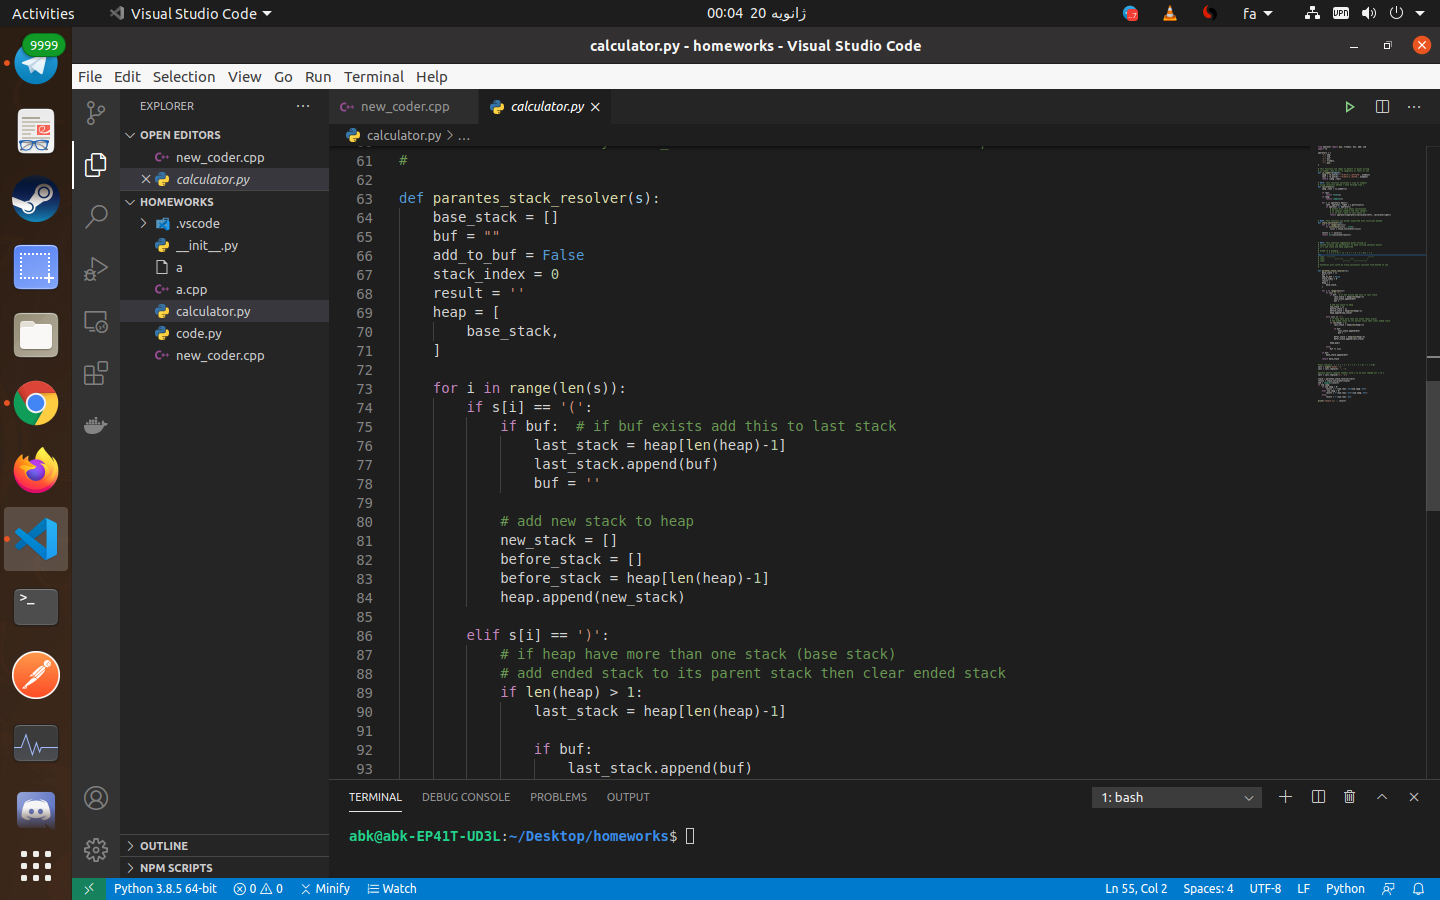 Activities
Visual Studio Code
00:04 20 ژانویه
fa
VPN
9999
calculator.py - homeworks - Visual Studio Code
File Edit Selection View Go Run Terminal Help
EXPLORER
OPEN EDITORS
new_coder.cpp
calculator.py
HOMEWORKS
.vscode
__init__.py
a
a.cpp
calculator.py
code.py
new_coder.cpp
OUTLINE
NPM SCRIPTS
new_coder.cpp
calculator.py
calculator.py > ...
61 #
62
63 def parantes_stack_resolver(s):
64     base_stack = []
65     buf = ""
66     add_to_buf = False
67     stack_index = 0
68     result = ''
69     heap = [
70         base_stack,
71     ]
72
73     for i in range(len(s)):
74         if s[i] == '(':
75             if buf:  # if buf exists add this to last stack
76                 last_stack = heap[len(heap)-1]
77                 last_stack.append(buf)
78                 buf = ''
79
80             # add new stack to heap
81             new_stack = []
82             before_stack = []
83             before_stack = heap[len(heap)-1]
84             heap.append(new_stack)
85
86         elif s[i] == ')':
87             # if heap have more than one stack (base stack)
88             # add ended stack to its parent stack then clear ended stack
89             if len(heap) > 1:
90                 last_stack = heap[len(heap)-1]
91
92                 if buf:
93                     last_stack.append(buf)
TERMINAL DEBUG CONSOLE PROBLEMS OUTPUT
1: bash
abk@abk-EP41T-UD3L:~/Desktop/homeworks$
Python 3.8.5 64-bit 0 0 Minify Watch
Ln 55, Col 2 Spaces: 4 UTF-8 LF Python